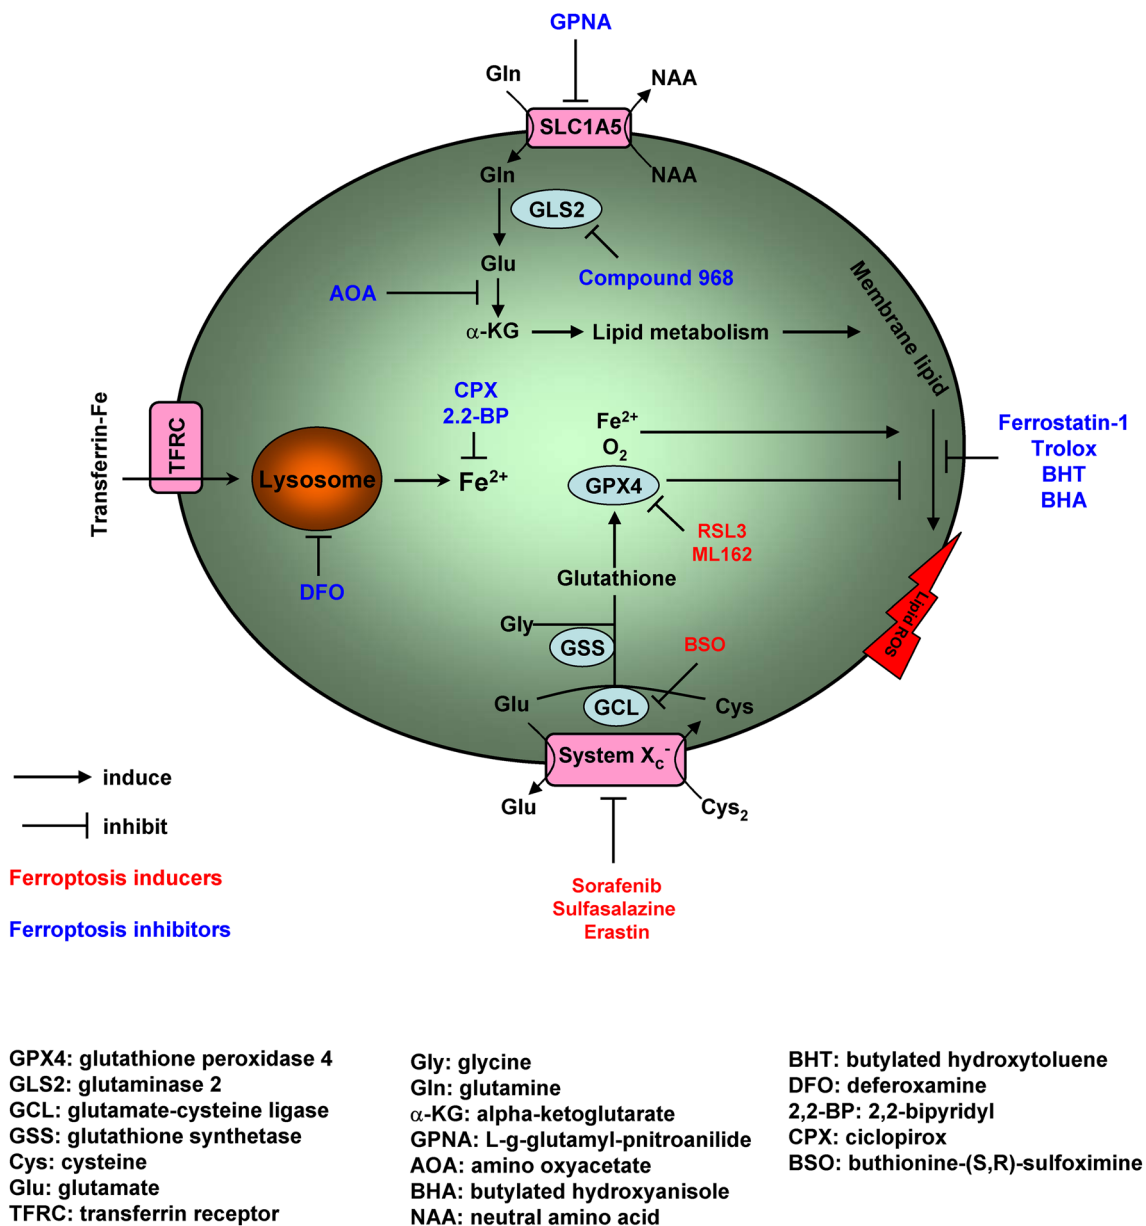 GPNA
Gln
NAA
SLC1A5
Gln
NAA
GLS2
Glu
Compound 968
AOA
α-KG
Lipid metabolism
Membrane lipid
CPX
2.2-BP
Fe²⁺
Transferrin-Fe
TFRC
Lysosome
Fe²⁺
O₂
GPX4
Ferrostatin-1
Trolox
BHT
BHA
RSL3
ML162
DFO
Glutathione
Gly
GSS
BSO
Lipid ROS
Glu
GCL
Cys
System Xc⁻
Glu
Cys₂
induce
inhibit
Sorafenib
Sulfasalazine
Erastin
Ferroptosis inducers
Ferroptosis inhibitors
GPX4: glutathione peroxidase 4
GLS2: glutaminase 2
GCL: glutamate-cysteine ligase
GSS: glutathione synthetase
Cys: cysteine
Glu: glutamate
TFRC: transferrin receptor
Gly: glycine
Gln: glutamine
α-KG: alpha-ketoglutarate
GPNA: L-g-glutamyl-pnitroanilide
AOA: amino oxyacetate
BHA: butylated hydroxyanisole
NAA: neutral amino acid
BHT: butylated hydroxytoluene
DFO: deferoxamine
2,2-BP: 2,2-bipyridyl
CPX: ciclopirox
BSO: buthionine-(S,R)-sulfoximine